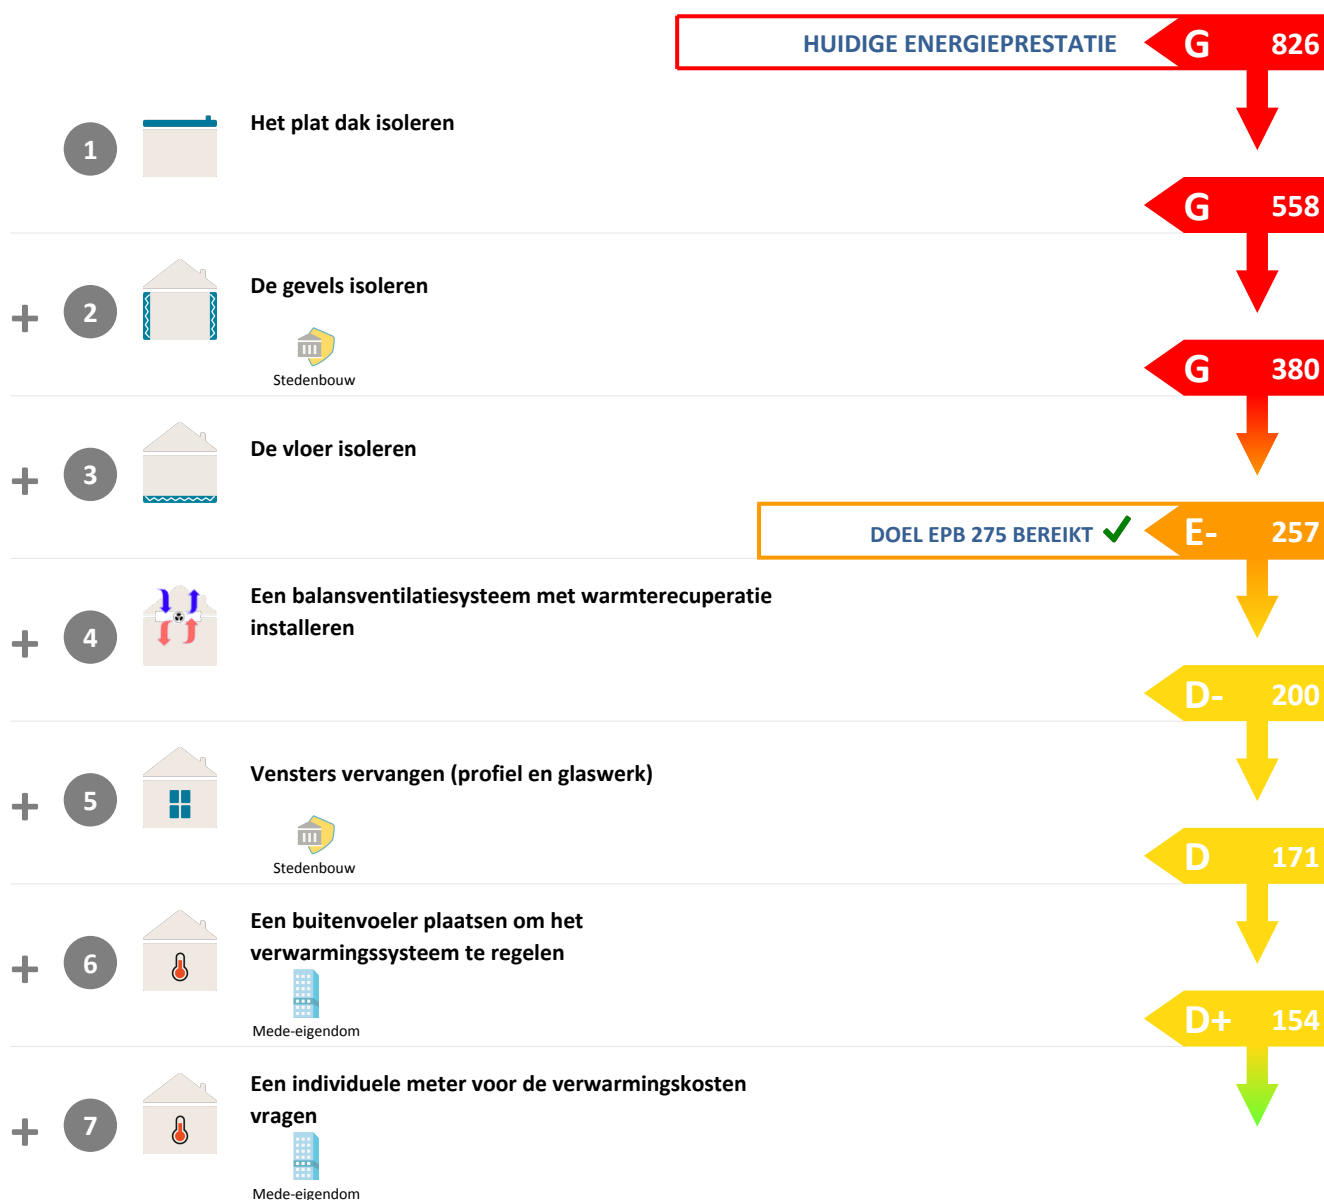 HUIDIGE ENERGIEPRESTATIE G 826
1 Het plat dak isoleren
G 558
+ 2 De gevels isoleren
Stedenbouw
G 380
+ 3 De vloer isoleren
DOEL EPB 275 BEREIKT ✓ E- 257
+ 4 Een balansventilatiesysteem met warmterecuperatie
installeren
D- 200
+ 5 Vensters vervangen (profiel en glaswerk)
Stedenbouw
D 171
+ 6 Een buitenvoeler plaatsen om het
verwarmingssysteem te regelen
Mede-eigendom
D+ 154
+ 7 Een individuele meter voor de verwarmingskosten
vragen
Mede-eigendom